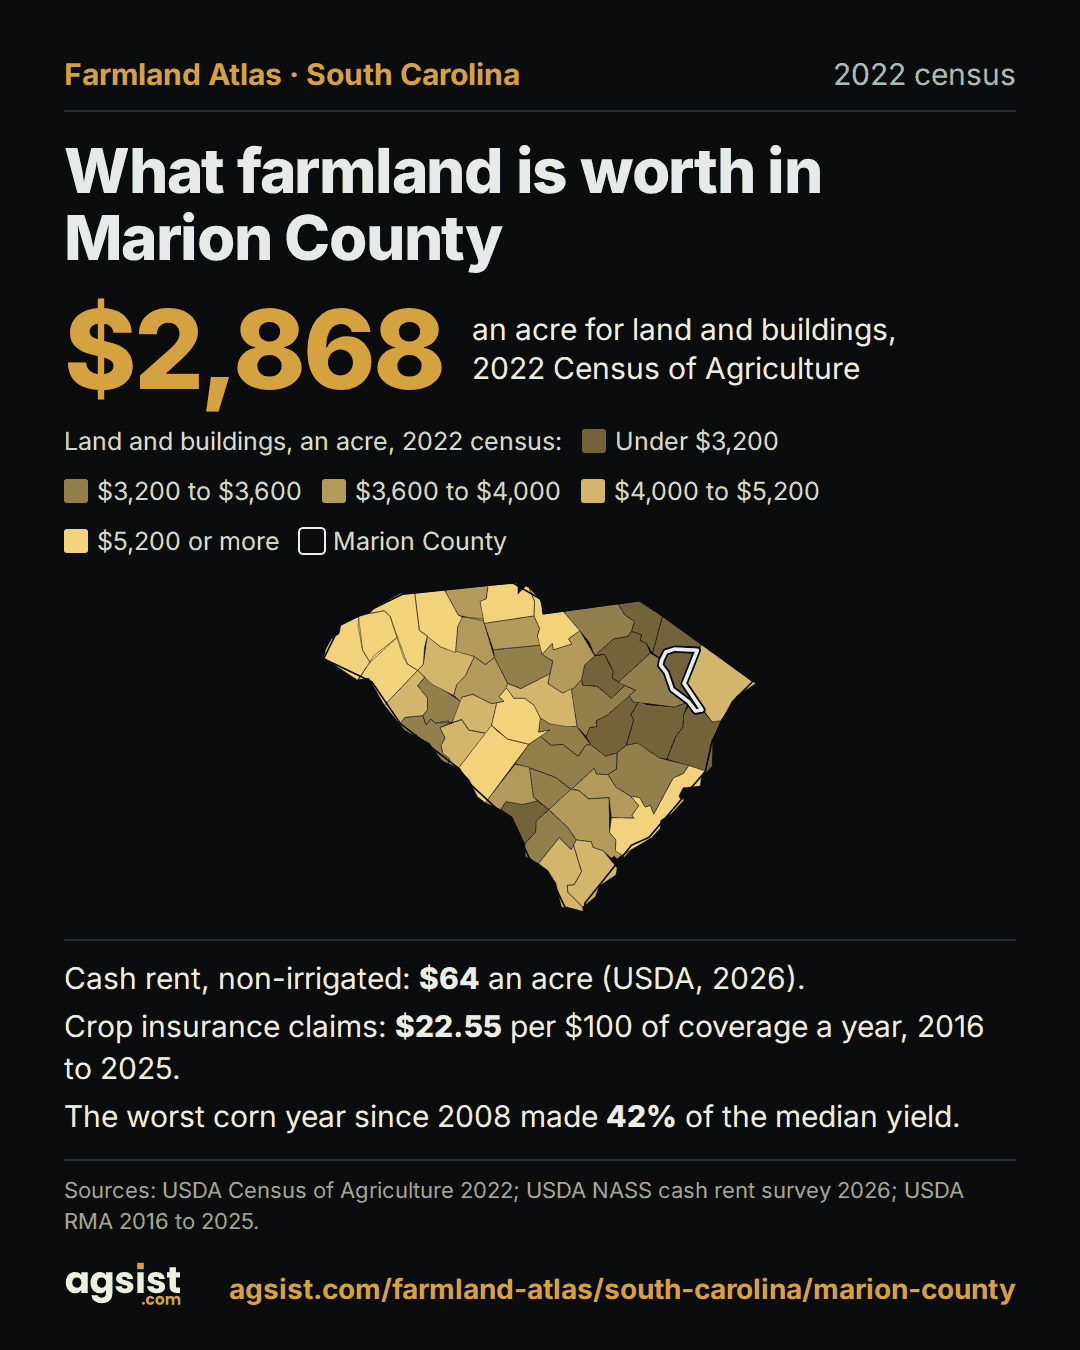 Farmland Atlas · South Carolina
2022 census
What farmland is worth in
Marion County
$2,868
an acre for land and buildings,
2022 Census of Agriculture
Land and buildings, an acre, 2022 census: Under $3,200
$3,200 to $3,600 $3,600 to $4,000 $4,000 to $5,200
$5,200 or more Marion County
Cash rent, non-irrigated: $64 an acre (USDA, 2026).
Crop insurance claims: $22.55 per $100 of coverage a year, 2016
to 2025.
The worst corn year since 2008 made 42% of the median yield.
Sources: USDA Census of Agriculture 2022; USDA NASS cash rent survey 2026; USDA
RMA 2016 to 2025.
agsist
.com
agsist.com/farmland-atlas/south-carolina/marion-county